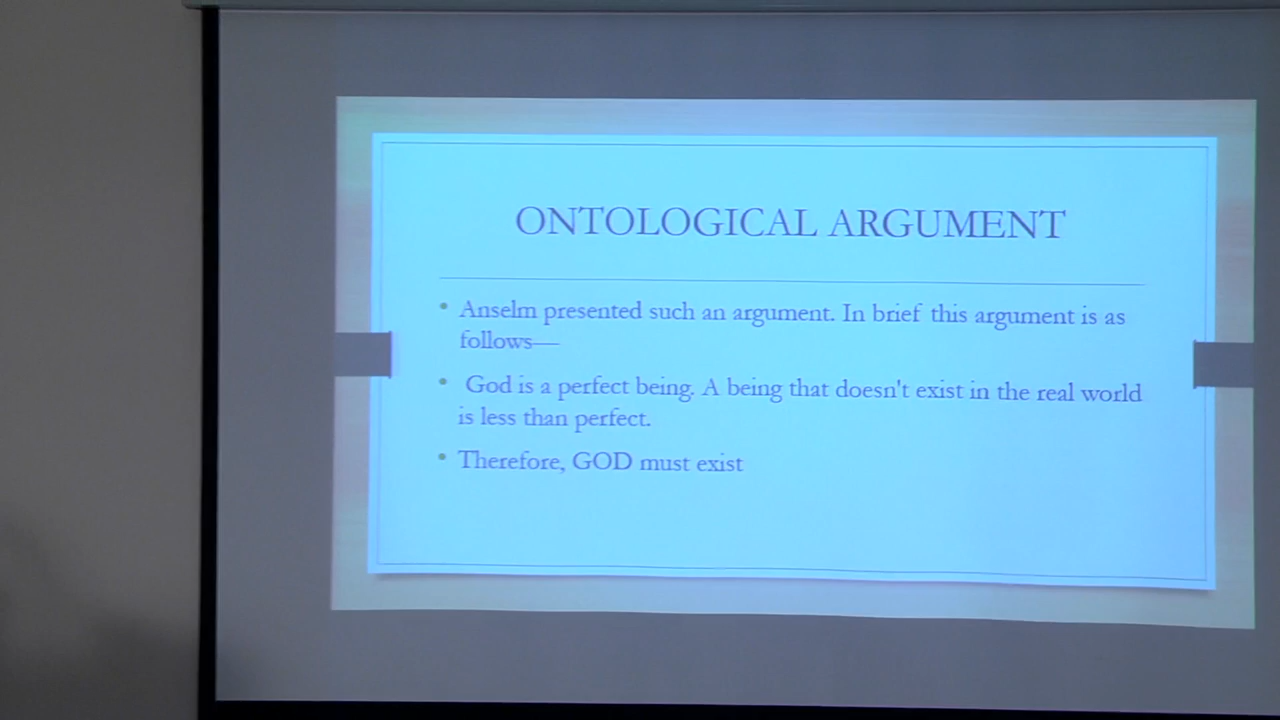 ONTOLOGICAL ARGUMENT
• Anselm presented such an argument. In brief this argument is as
follows—
• God is a perfect being. A being that doesn't exist in the real world
is less than perfect.
• Therefore, GOD must exist